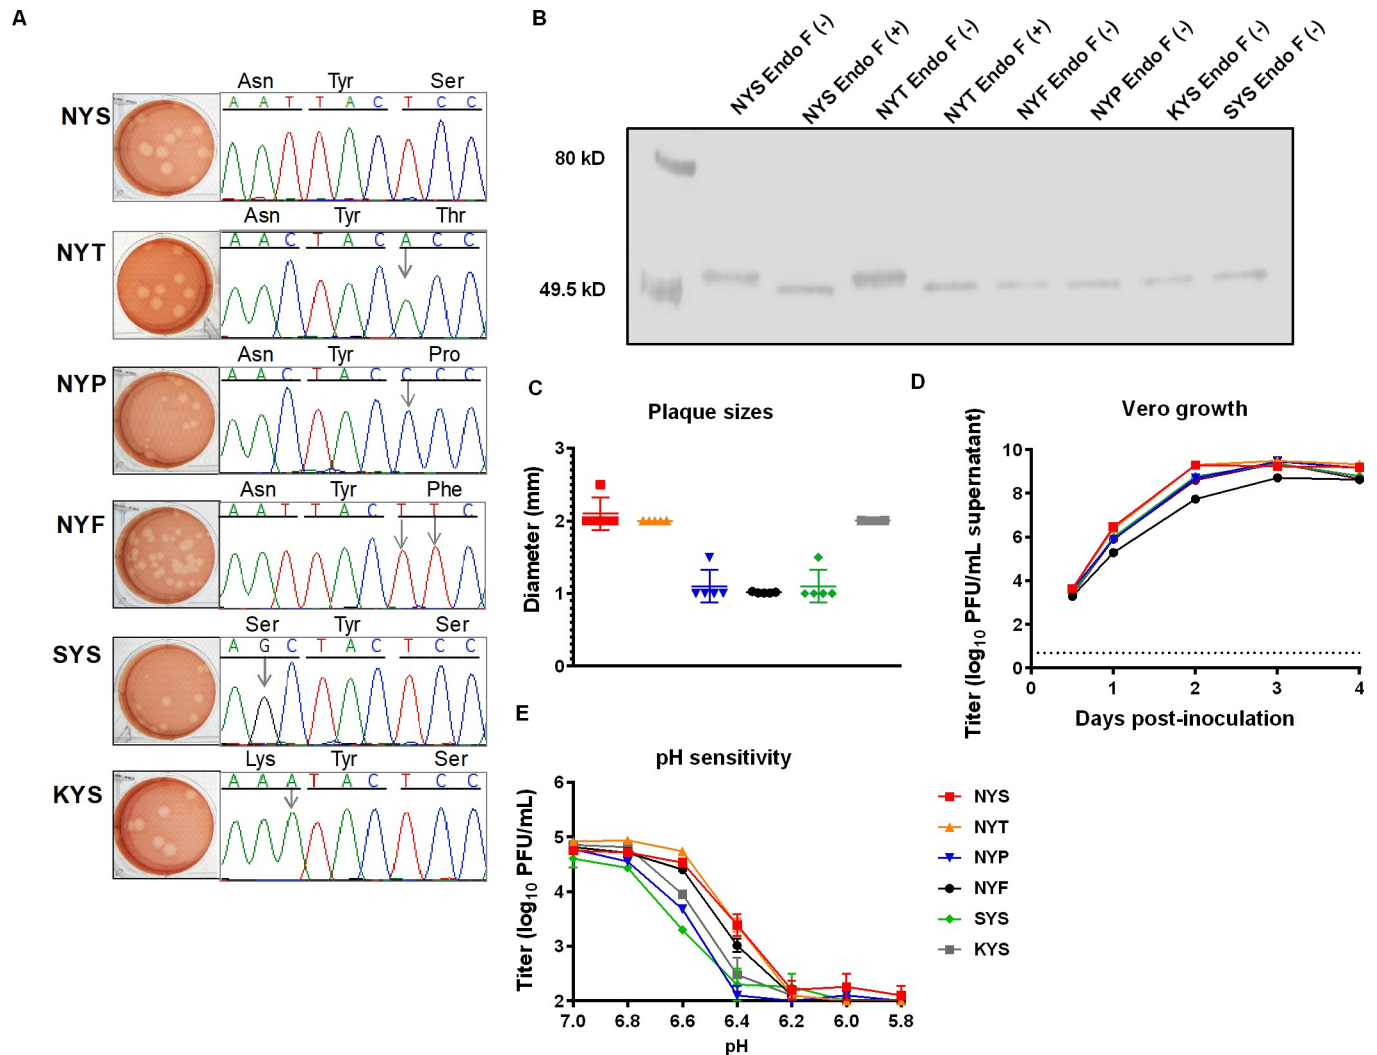 A
NYS
Asn Tyr Ser
A A T T A C T C C
NYT
Asn Tyr Thr
A A C T A C A C C
NYP
Asn Tyr Pro
A A C T A C C C C
NYF
Asn Tyr Phe
A A T T A C T T C
SYS
Ser Tyr Ser
A G C T A C T C C
KYS
Lys Tyr Ser
A A A T A C T C C
B
NYS Endo F (-)
NYS Endo F (+)
NYT Endo F (-)
NYT Endo F (+)
NYF Endo F (-)
NYP Endo F (-)
KYS Endo F (-)
SYS Endo F (-)
80 kD
49.5 kD
C
Plaque sizes
Diameter (mm)
3
2
1
0
D
Vero growth
Titer (log10 PFU/mL supernatant)
10
8
6
4
2
0
0 1 2 3 4
Days post-inoculation
E
pH sensitivity
Titer (log10 PFU/mL)
6
5
4
3
2
7.0 6.8 6.6 6.4 6.2 6.0 5.8
pH
NYS
NYT
NYP
NYF
SYS
KYS